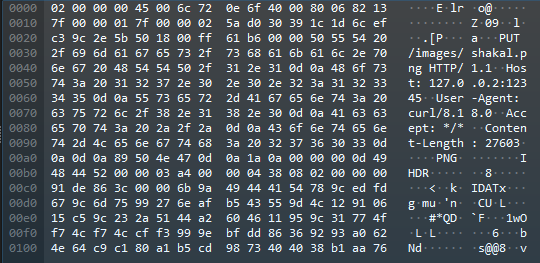 0000 02 00 00 00 45 00 6c 72 0e 6f 40 00 80 06 82 13 ····E·lr·o@·····
0010 7f 00 00 01 7f 00 00 02 5a d0 30 39 1c 1d 6c ef ········Z·09··l·
0020 c3 9c 2e 5b 50 18 00 ff 61 b6 00 00 50 55 54 20 ··.[P···a···PUT
0030 2f 69 6d 61 67 65 73 2f 73 68 61 6b 61 6c 2e 70 /images/shakal.p
0040 6e 67 20 48 54 54 50 2f 31 2e 31 0d 0a 48 6f 73 ng HTTP/1.1··Hos
0050 74 3a 20 31 32 37 2e 30 2e 30 2e 32 3a 31 32 33 t: 127.0.0.2:123
0060 34 35 0d 0a 55 73 65 72 2d 41 67 65 6e 74 3a 20 45··User-Agent:
0070 63 75 72 6c 2f 38 2e 31 38 2e 30 0d 0a 41 63 63 curl/8.18.0··Acc
0080 65 70 74 3a 20 2a 2f 2a 0d 0a 43 6f 6e 74 65 6e ept: */*··Conten
0090 74 2d 4c 65 6e 67 74 68 3a 20 32 37 36 30 33 0d t-Length: 27603·
00a0 0a 0d 0a 89 50 4e 47 0d 0a 1a 0a 00 00 00 0d 49 ····PNG········I
00b0 48 44 52 00 00 03 a4 00 00 04 38 08 02 00 00 00 HDR·······8·····
00c0 91 de 86 3c 00 00 6b 9a 49 44 41 54 78 9c ed fd ···<··k·IDATx···
00d0 67 9c 6d 75 99 27 6e af b5 43 55 9d 4c 12 91 06 g·mu·'n··CU·L···
00e0 15 c5 9c 23 2a 51 44 a2 60 46 11 95 9c 31 77 4f ···#*QD·`F···1wO
00f0 f7 4c f7 4c cf f3 99 9e bf dd 86 36 92 93 a0 62 ·L·L·······6···b
0100 4e 64 c9 c1 80 a1 b5 cd 98 73 40 40 38 b1 aa 76 Nd·······s@@8··v